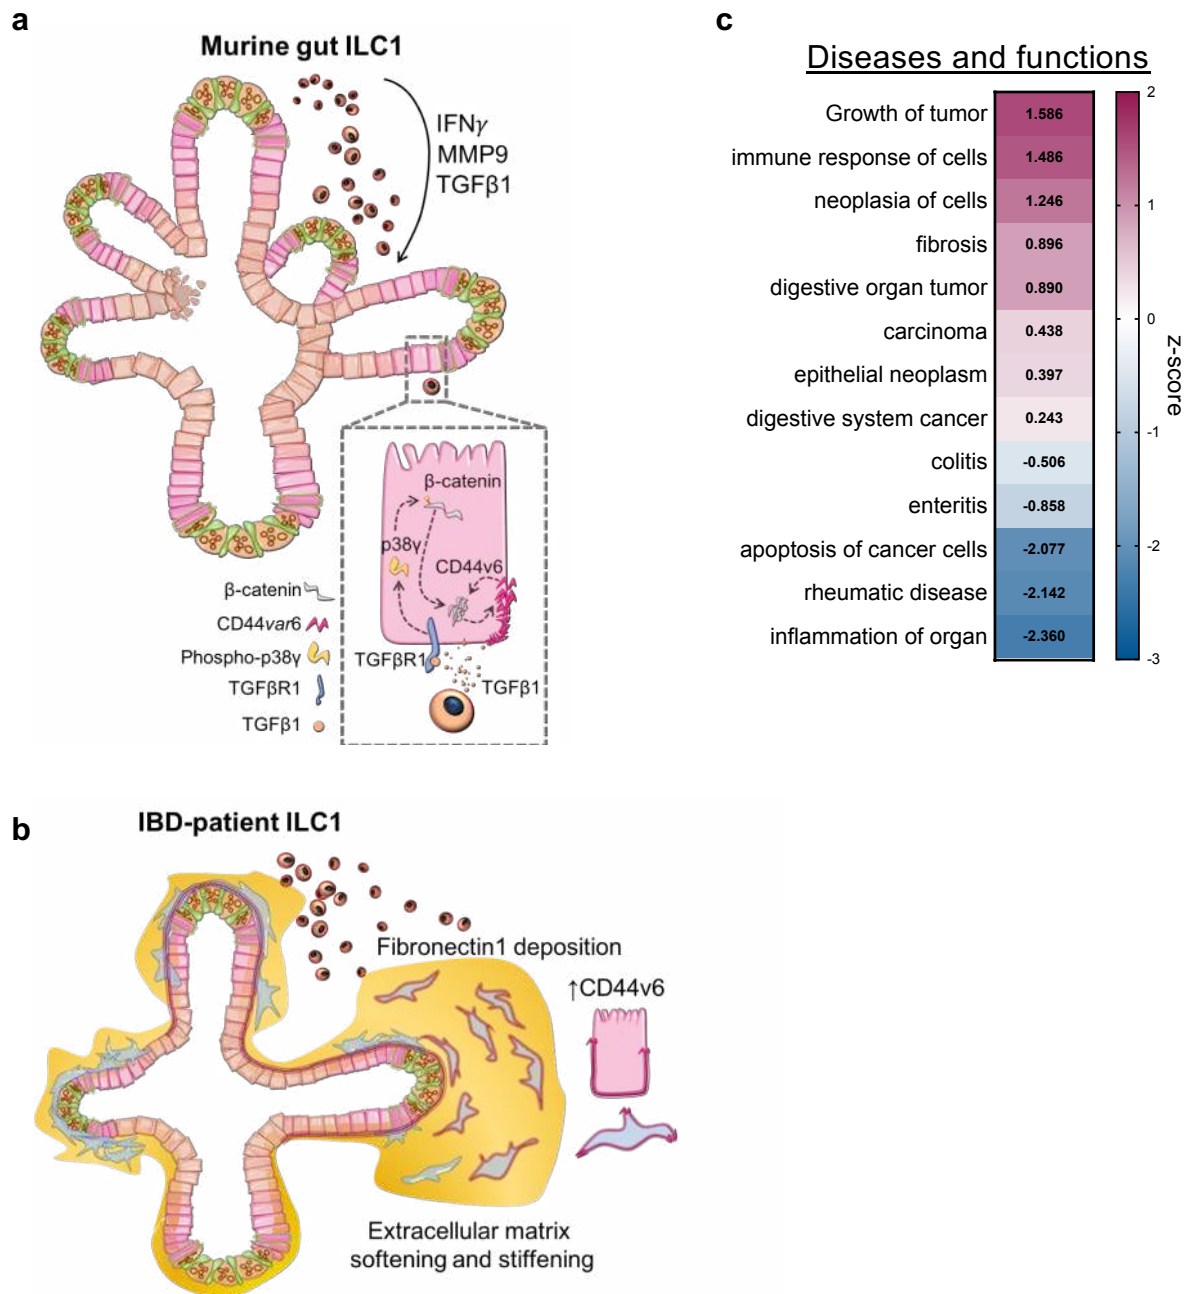 a
Murine gut ILC1
IFNγ
MMP9
TGFβ1
β-catenin
p38γ
CD44v6
TGFβR1
TGFβ1
β-catenin
CD44var6
Phospho-p38γ
TGFβR1
TGFβ1
b
IBD-patient ILC1
Fibronectin1 deposition
↑CD44v6
Extracellular matrix
softening and stiffening
c
Diseases and functions
Growth of tumor 1.586
immune response of cells 1.486
neoplasia of cells 1.246
fibrosis 0.896
digestive organ tumor 0.890
carcinoma 0.438
epithelial neoplasm 0.397
digestive system cancer 0.243
colitis -0.506
enteritis -0.858
apoptosis of cancer cells -2.077
rheumatic disease -2.142
inflammation of organ -2.360
2
1
0
-1
-2
-3
z-score